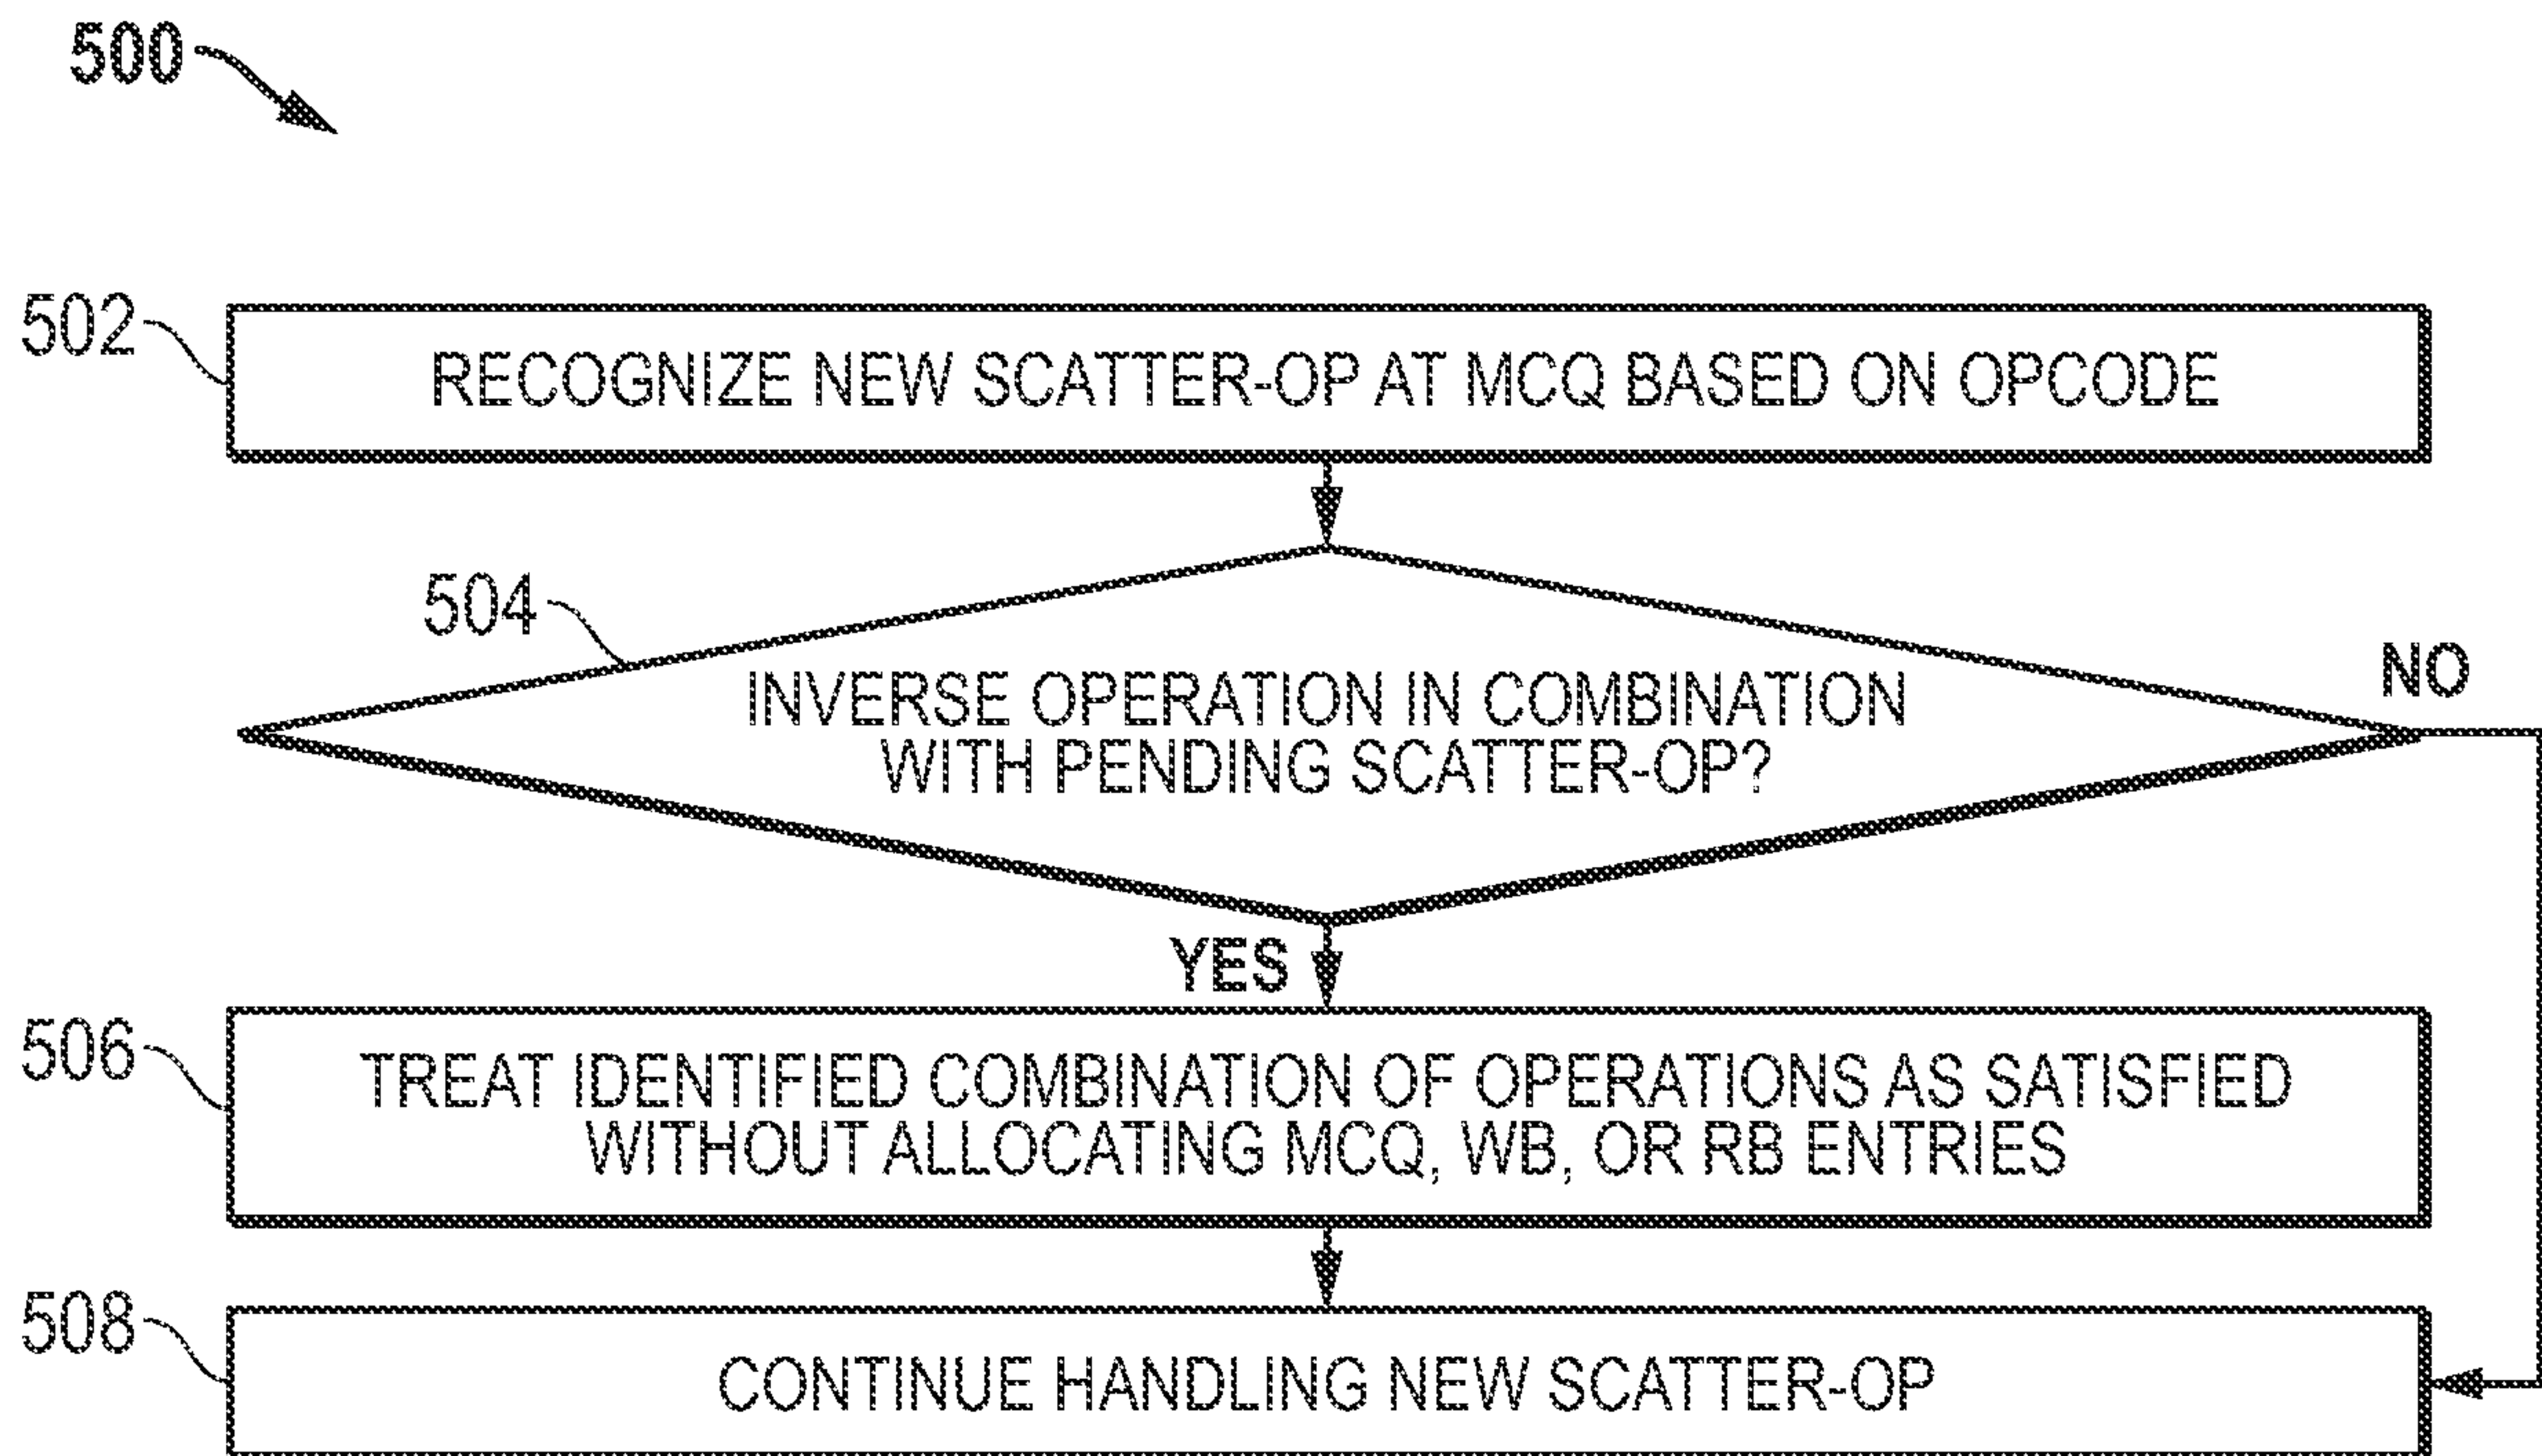 500
502
RECOGNIZE NEW SCATTER-OP AT MCQ BASED ON OPCODE
504
INVERSE OPERATION IN COMBINATION
WITH PENDING SCATTER-OP?
NO
YES
506
TREAT IDENTIFIED COMBINATION OF OPERATIONS AS SATISFIED
WITHOUT ALLOCATING MCQ, WB, OR RB ENTRIES
508
CONTINUE HANDLING NEW SCATTER-OP